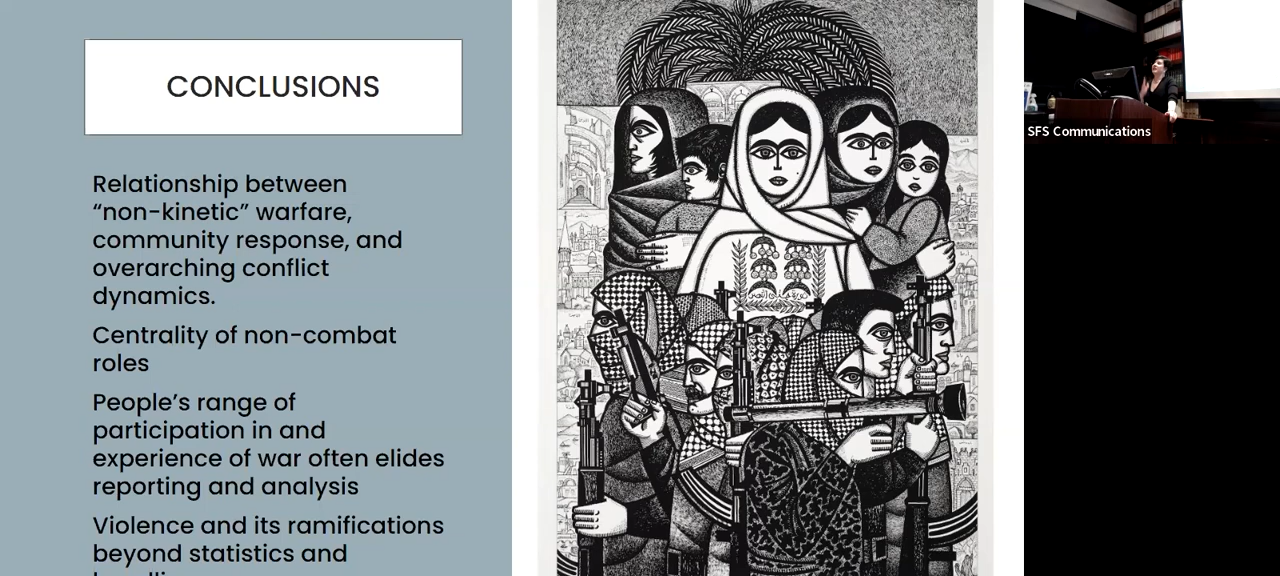 CONCLUSIONS
Relationship between
“non-kinetic” warfare,
community response, and
overarching conflict
dynamics.
Centrality of non-combat
roles
People’s range of
participation in and
experience of war often elides
reporting and analysis
Violence and its ramifications
beyond statistics and
SFS Communications